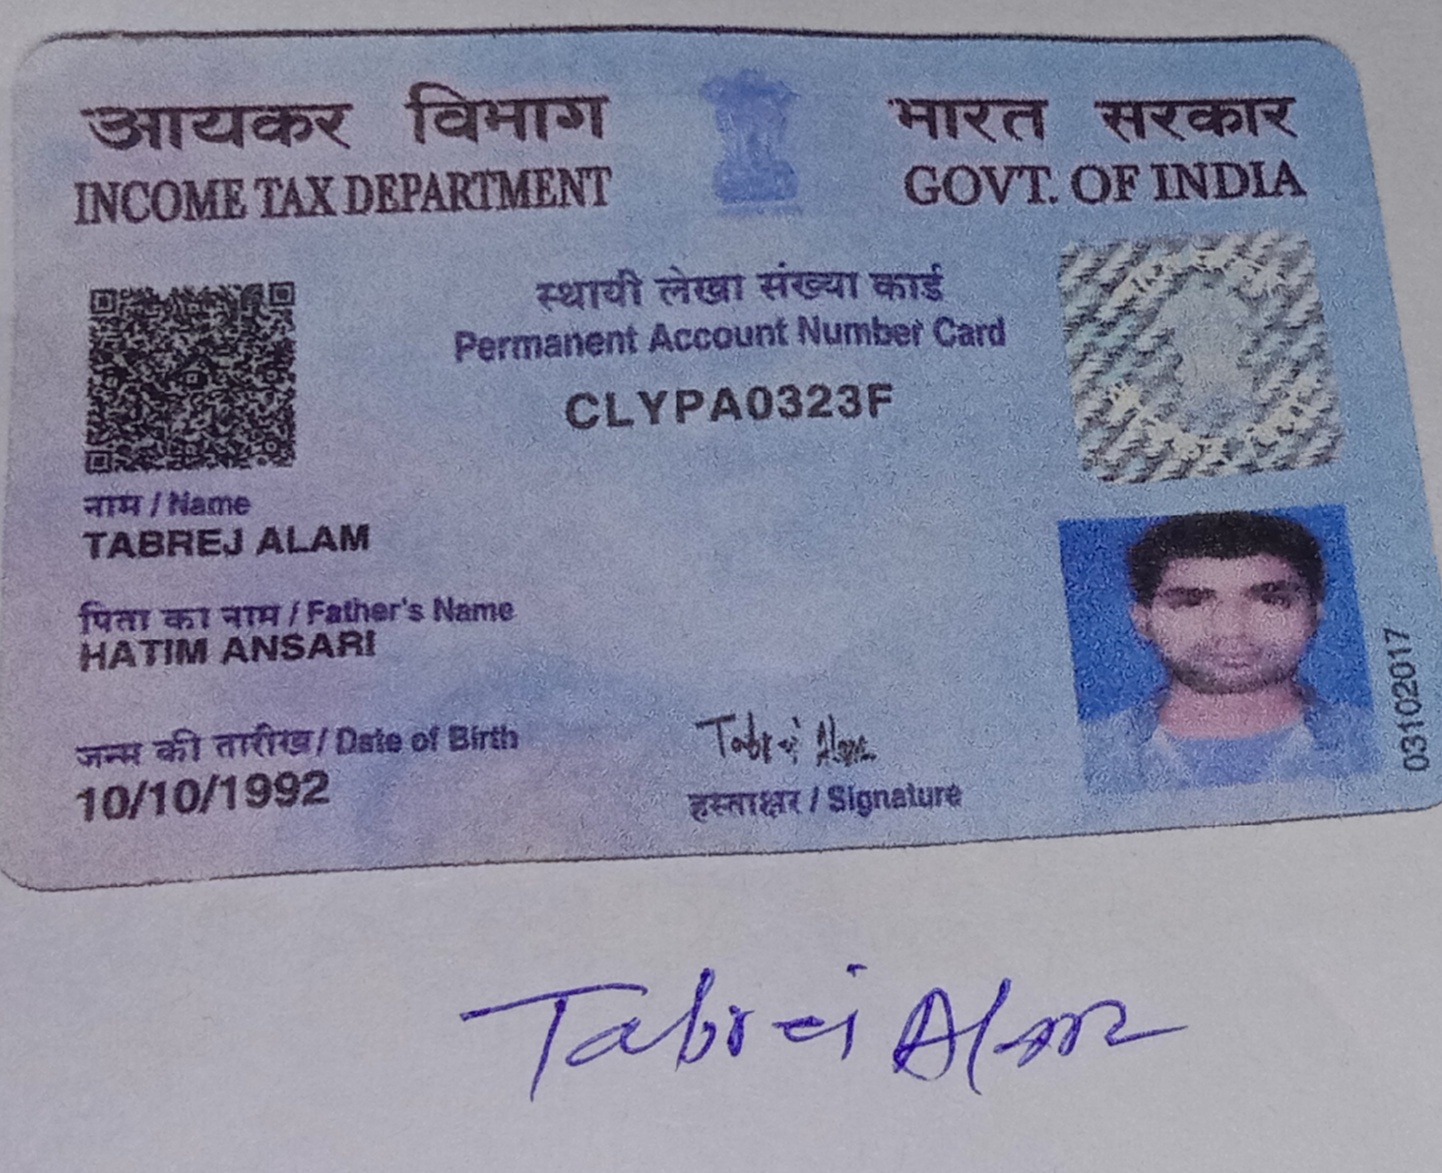 आयकर विभाग भारत सरकार
INCOME TAX DEPARTMENT GOVT. OF INDIA
स्थायी लेखा संख्या कार्ड
Permanent Account Number Card
CLYPA0323F
नाम / Name
TABREJ ALAM
पिता का नाम / Father's Name
HATIM ANSARI
जन्म की तारीख / Date of Birth
10/10/1992
Tabrej Alam
हस्ताक्षर / Signature
03102017
Tabrej Alam